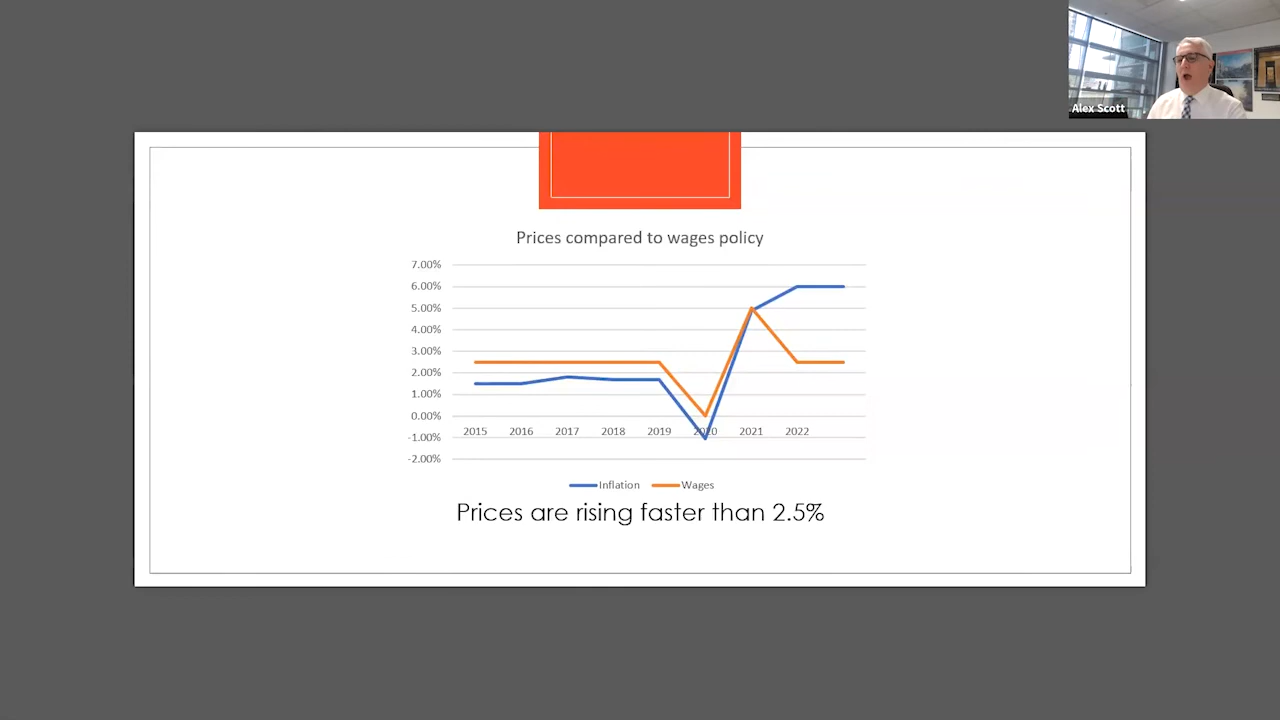 Alex Scott
Prices compared to wages policy
7.00%
6.00%
5.00%
4.00%
3.00%
2.00%
1.00%
0.00%
2015 2016 2017 2018 2019 2020 2021 2022
-1.00%
-2.00%
Inflation Wages
Prices are rising faster than 2.5%